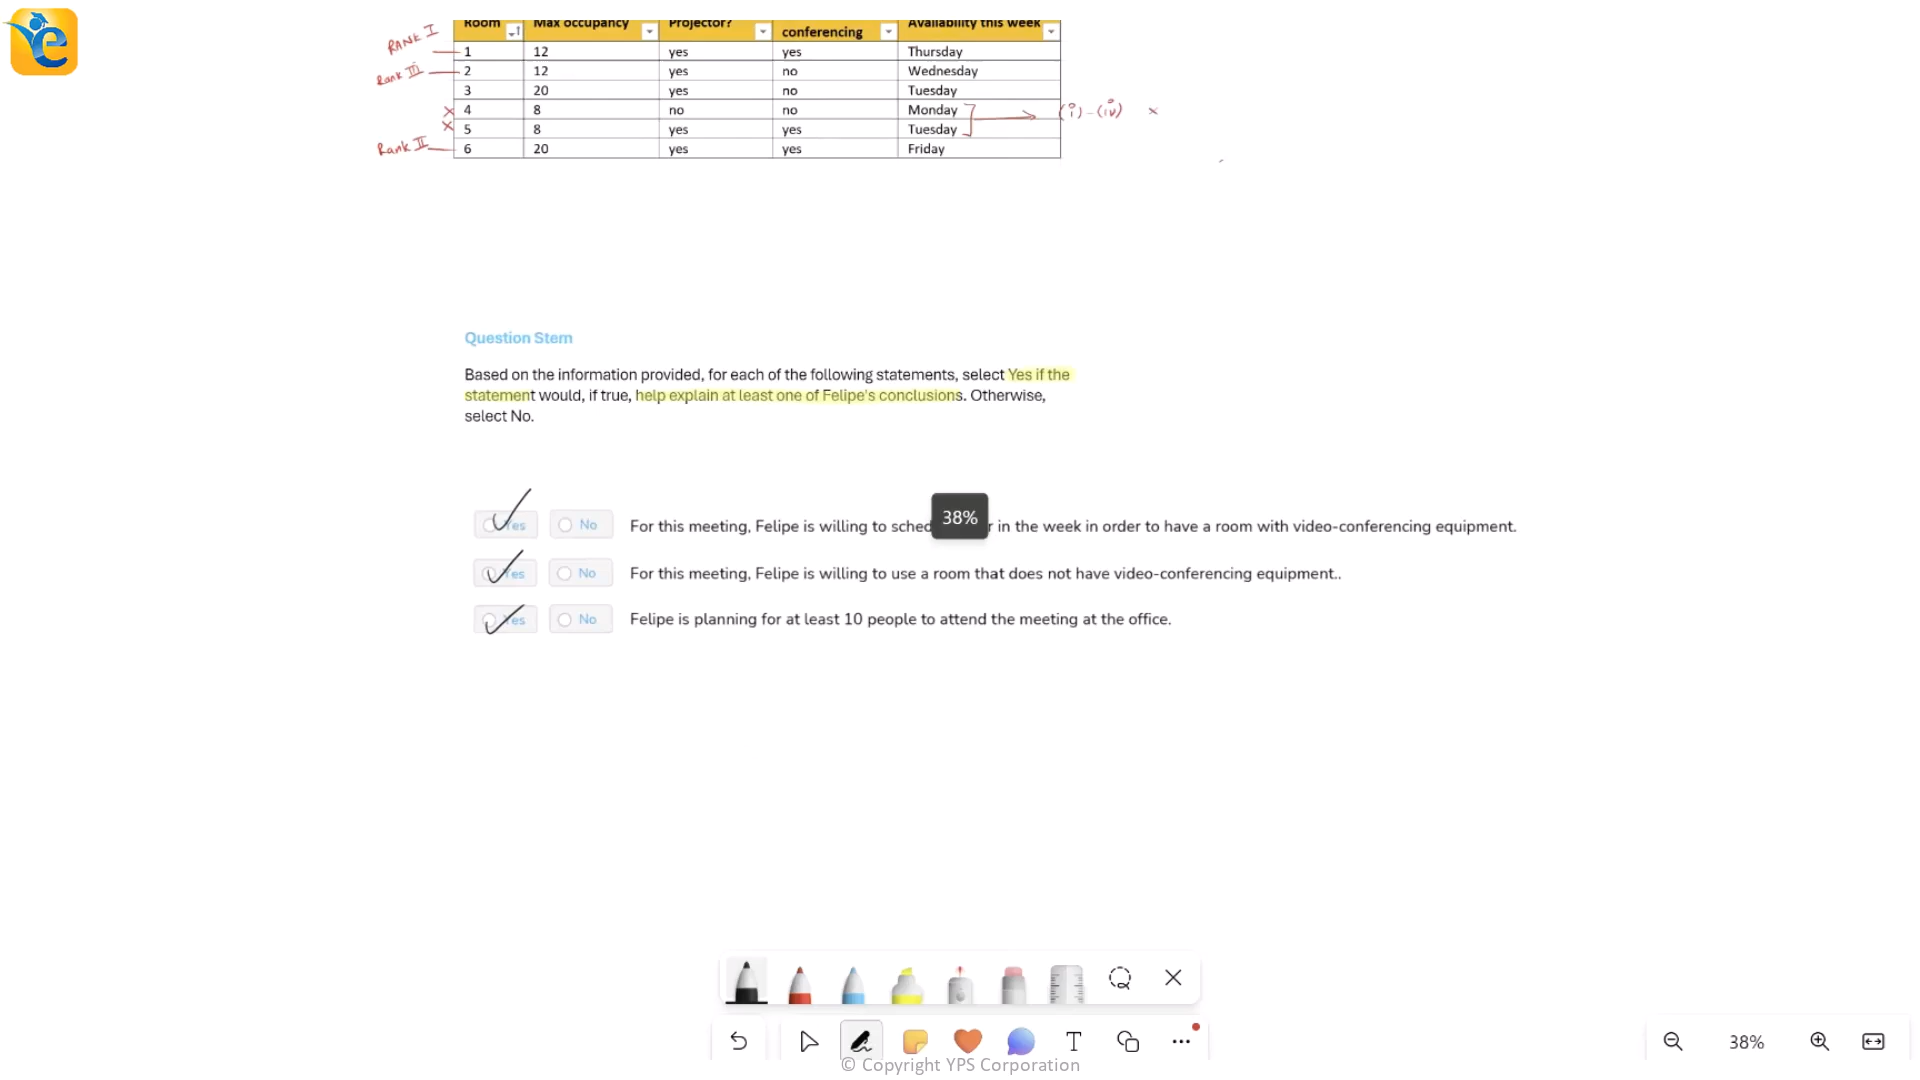 Room Max occupancy Projector? conferencing Availability this week
RANK I 1 12 yes yes Thursday
Rank III 2 12 yes no Wednesday
3 20 yes no Tuesday
x 4 8 no no Monday (i) - (iv) x
x 5 8 yes yes Tuesday
Rank II 6 20 yes yes Friday
Question Stem
Based on the information provided, for each of the following statements, select Yes if the
statement would, if true, help explain at least one of Felipe's conclusions. Otherwise,
select No.
Yes No For this meeting, Felipe is willing to sched 38% r in the week in order to have a room with video-conferencing equipment.
Yes No For this meeting, Felipe is willing to use a room that does not have video-conferencing equipment..
Yes No Felipe is planning for at least 10 people to attend the meeting at the office.
T 38%
© Copyright YPS Corporation